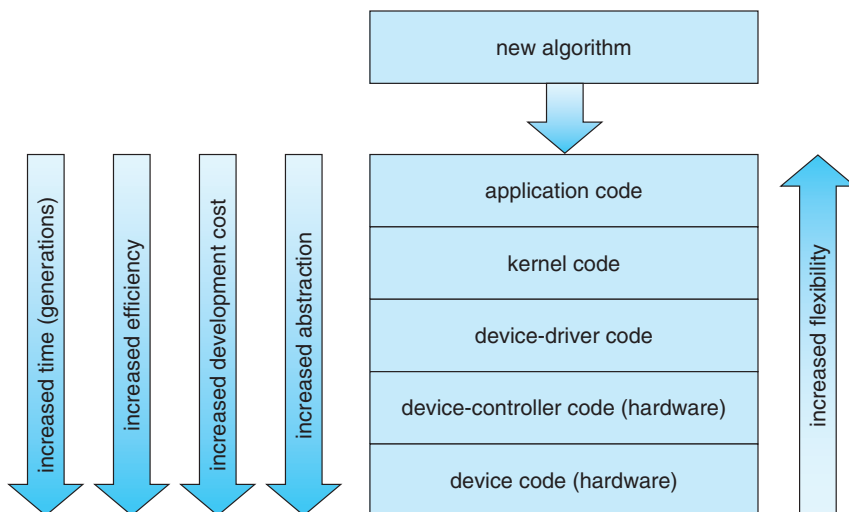 new algorithm
increased time (generations)
increased efficiency
increased development cost
increased abstraction
application code
kernel code
device-driver code
device-controller code (hardware)
device code (hardware)
increased flexibility